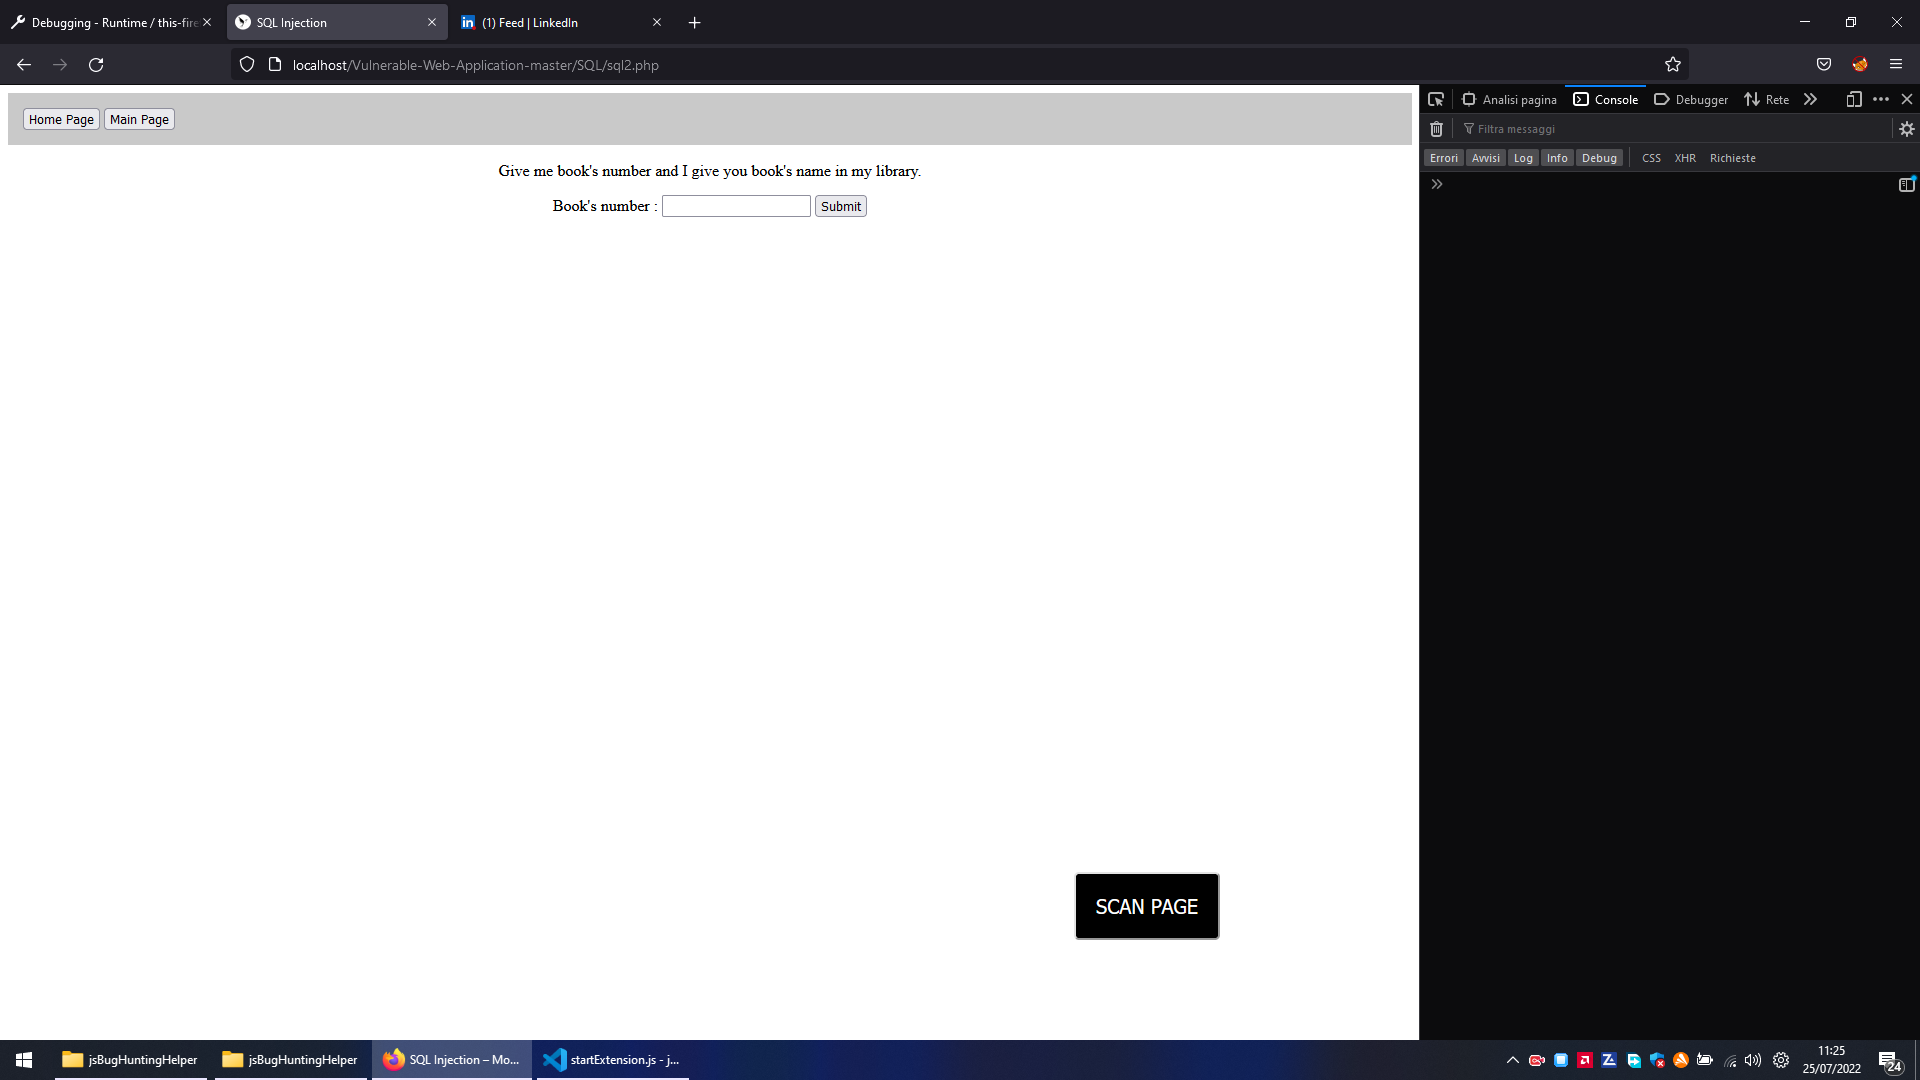 Debugging - Runtime / this-fire
SQL Injection
(1) Feed | LinkedIn
localhost/Vulnerable-Web-Application-master/SQL/sql2.php
Home Page Main Page
Give me book's number and I give you book's name in my library.
Book's number : Submit
SCAN PAGE
Analisi pagina Console Debugger Rete
Filtra messaggi
Errori Avvisi Log Info Debug CSS XHR Richieste
jsBugHuntingHelper
jsBugHuntingHelper
SQL Injection – Mo...
startExtension.js - j...
11:25
25/07/2022
24